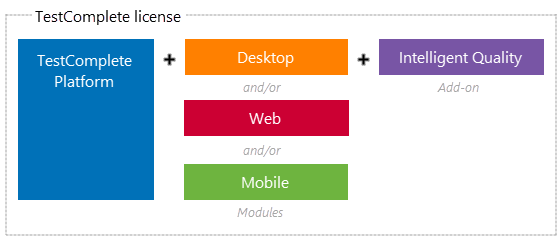 TestComplete license
TestComplete
Platform
+
Desktop
and/or
Web
and/or
Mobile
Modules
+
Intelligent Quality
Add-on